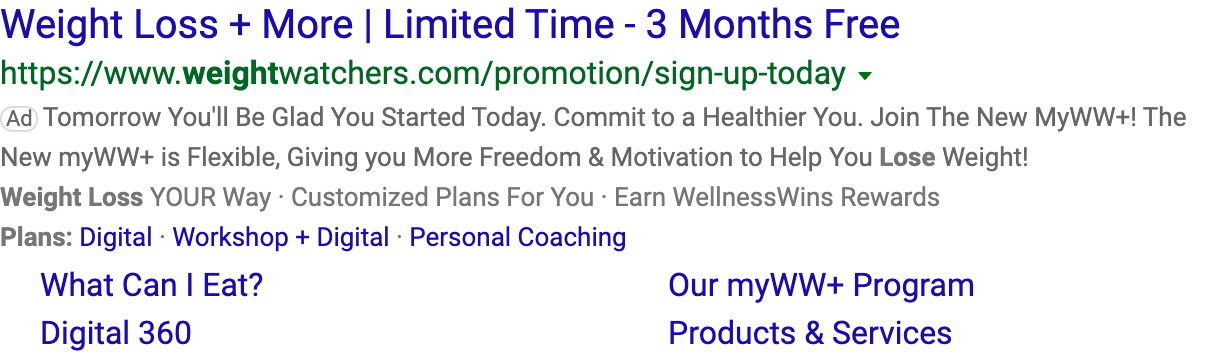 Weight Loss + More | Limited Time - 3 Months Free
https://www.weightwatchers.com/promotion/sign-up-today
Ad Tomorrow You'll Be Glad You Started Today. Commit to a Healthier You. Join The New MyWW+! The
New myWW+ is Flexible, Giving you More Freedom & Motivation to Help You Lose Weight!
Weight Loss YOUR Way · Customized Plans For You · Earn WellnessWins Rewards
Plans: Digital · Workshop + Digital · Personal Coaching
What Can I Eat? Our myWW+ Program
Digital 360 Products & Services